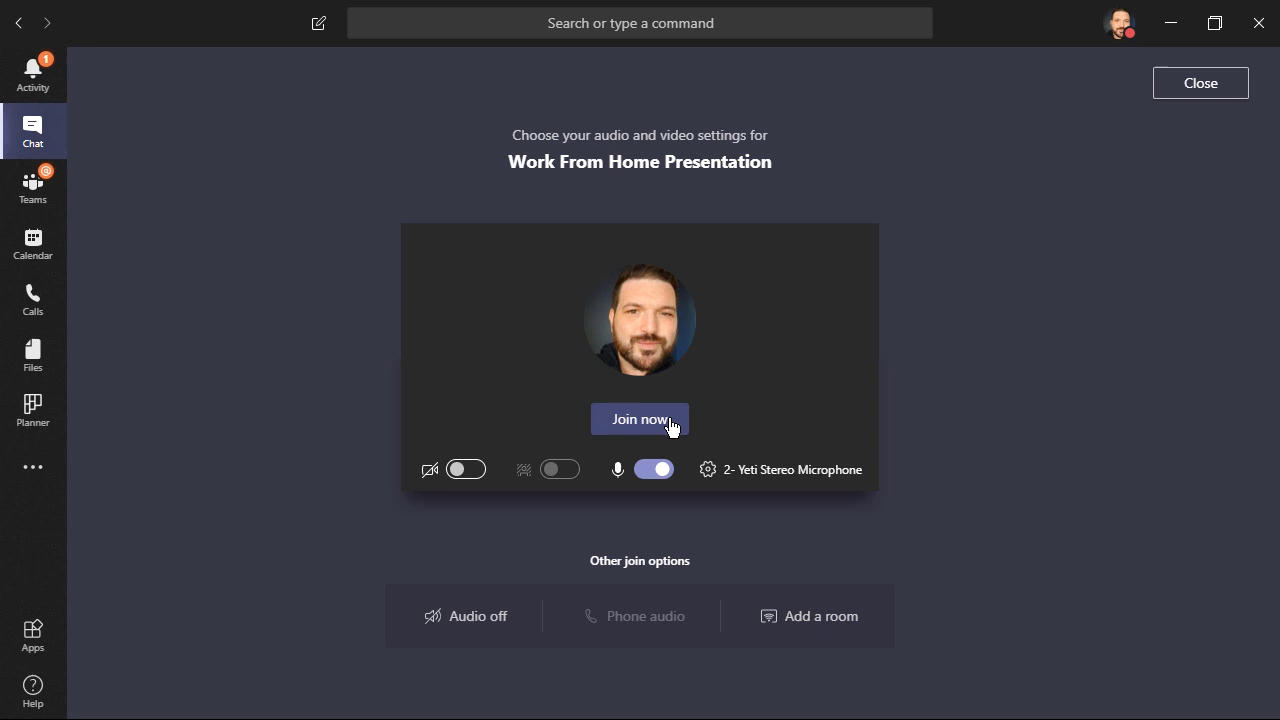 Search or type a command
1
Activity
Chat
@
Teams
Calendar
Calls
Files
Planner
Apps
?
Help
Close
Choose your audio and video settings for
Work From Home Presentation
Join now
2- Yeti Stereo Microphone
Other join options
Audio off
Phone audio
Add a room